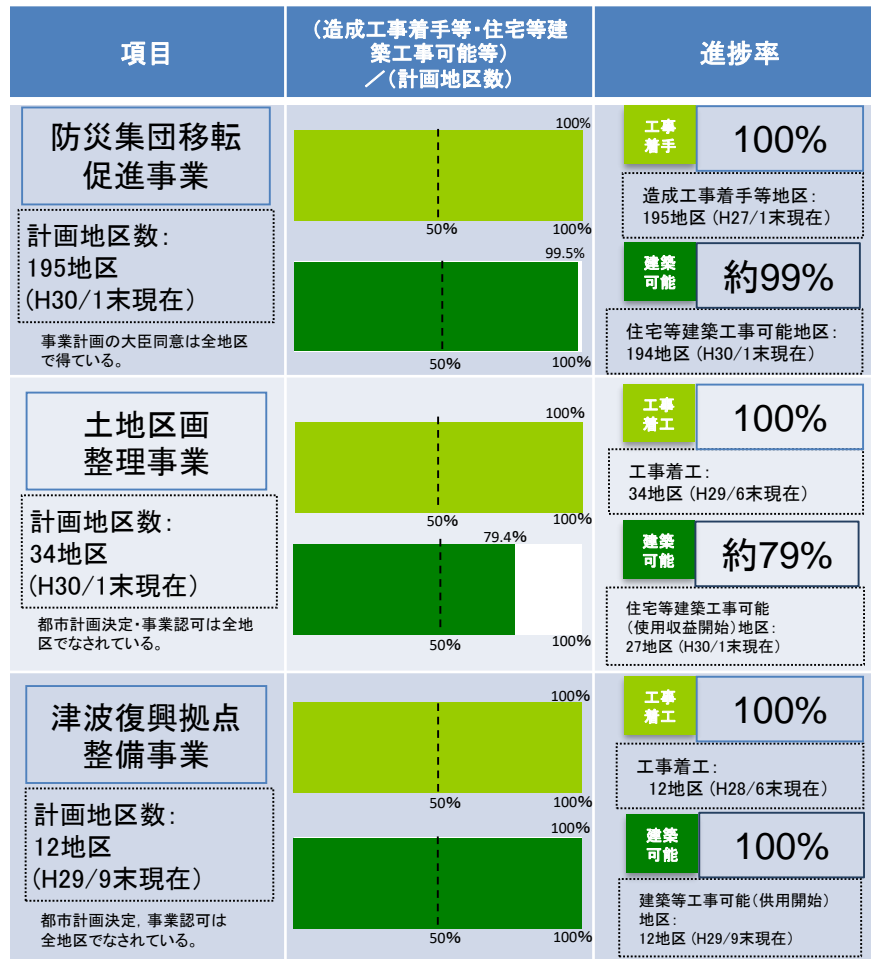 項目
(造成工事着手等・住宅等建
築工事可能等)
/(計画地区数)
進捗率
防災集団移転
促進事業
計画地区数:
195地区
(H30/1末現在)
事業計画の大臣同意は全地区
で得ている。
100%
50%
100%
99.5%
50%
100%
工事
着手
100%
造成工事着手等地区:
195地区(H27/1末現在)
建築
可能
約99%
住宅等建築工事可能地区:
194地区(H30/1末現在)
土地区画
整理事業
計画地区数:
34地区
(H30/1末現在)
都市計画決定・事業認可は全地
区でなされている。
100%
50%
100%
79.4%
50%
100%
工事
着工
100%
工事着工:
34地区(H29/6末現在)
建築
可能
約79%
住宅等建築工事可能
(使用収益開始)地区:
27地区(H30/1末現在)
津波復興拠点
整備事業
計画地区数:
12地区
(H29/9末現在)
都市計画決定,事業認可は
全地区でなされている。
100%
50%
100%
100%
50%
100%
工事
着工
100%
工事着工:
12地区(H28/6末現在)
建築
可能
100%
建築等工事可能(供用開始)
地区:
12地区(H29/9末現在)